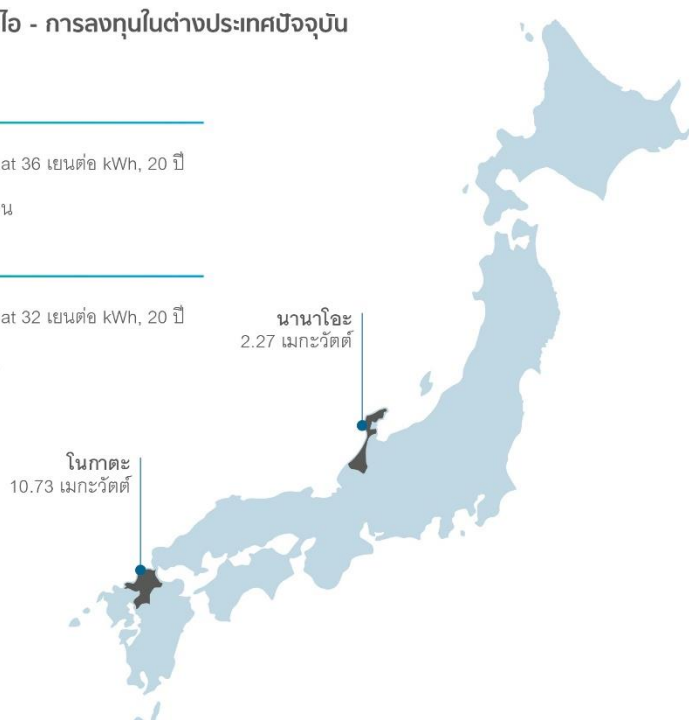 ไอ - การลงทุนในต่างประเทศปัจจุบัน
at 36 เยนต่อ kWh, 20 ปี
น
at 32 เยนต่อ kWh, 20 ปี
นานาโอะ
2.27 เมกะวัตต์
โนกาตะ
10.73 เมกะวัตต์